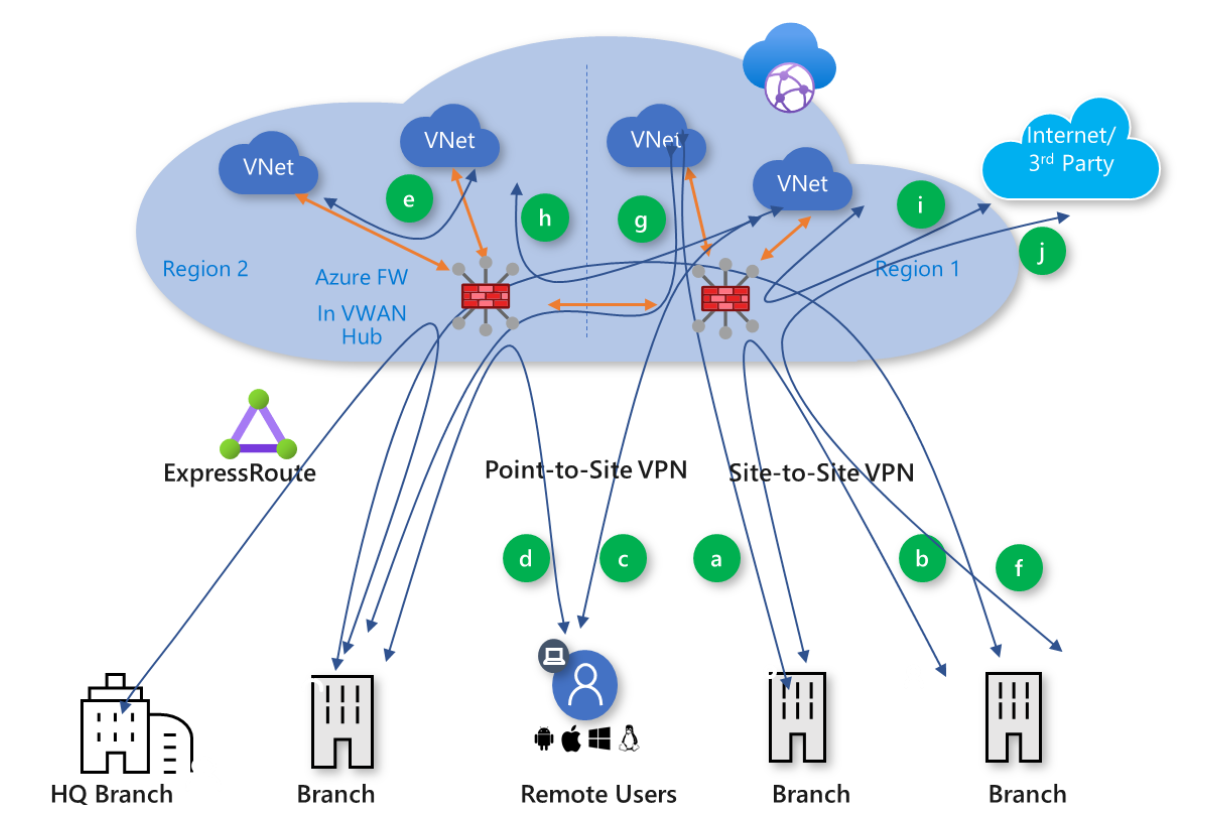 VNet
VNet
VNet
VNet
Internet/
3rd Party
e
h
g
i
j
Region 2
Azure FW
In VWAN
Hub
Region 1
ExpressRoute
Point-to-Site VPN
Site-to-Site VPN
d
c
a
b
f
HQ Branch
Branch
Remote Users
Branch
Branch